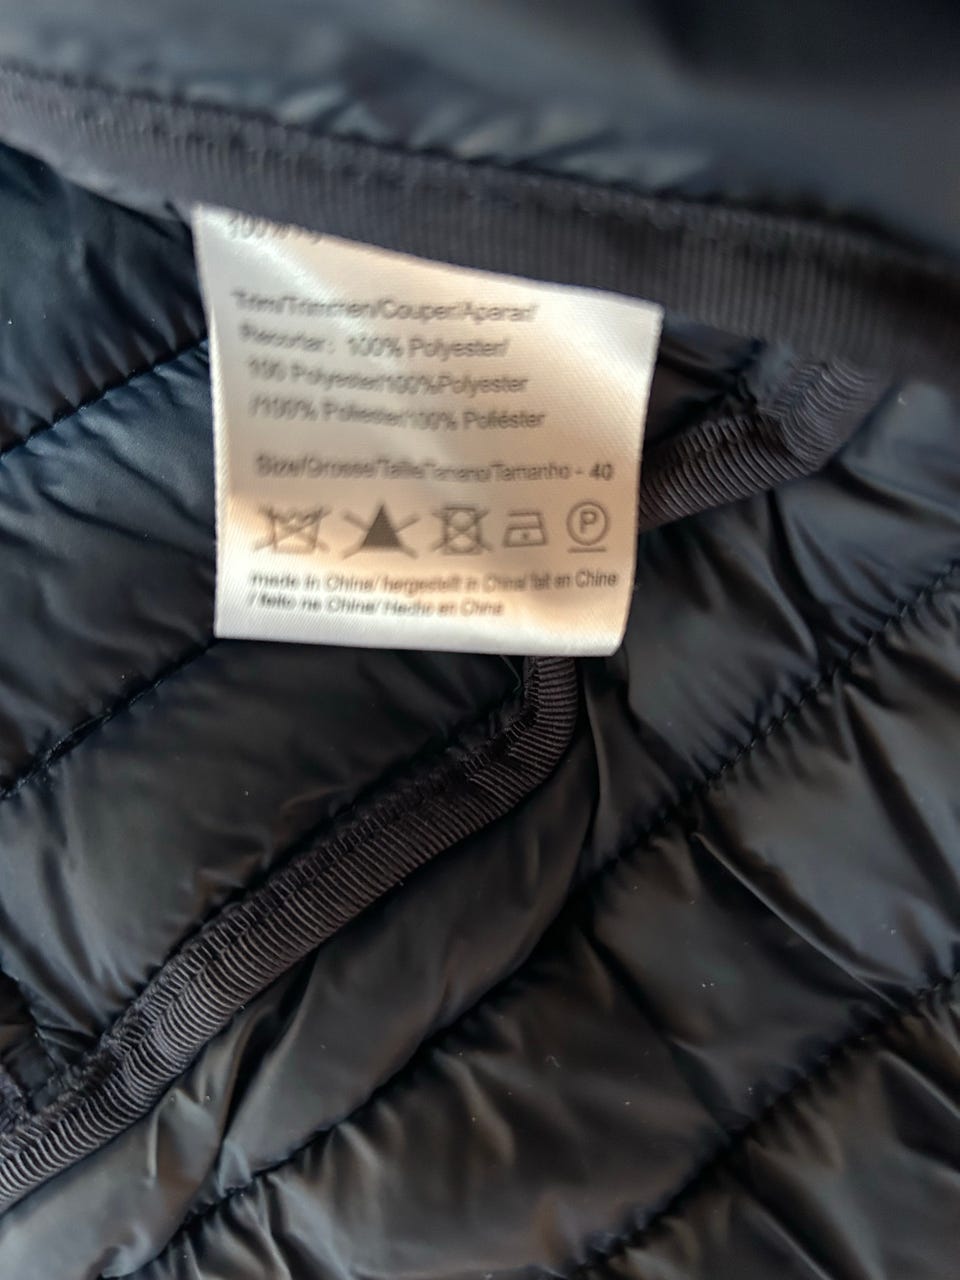 100%
Trim/Trimmen/Couper/Aparar/
Recortar: 100% Polyester/
100 Polyester/100%Polyester
/100% Poliester/100% Poliéster
Size/Grosse/Taille/Tamano/Tamanho - 40
P
made in China/ hergestellt in China/ fait en Chine
/ feito na China/ Hecho en China